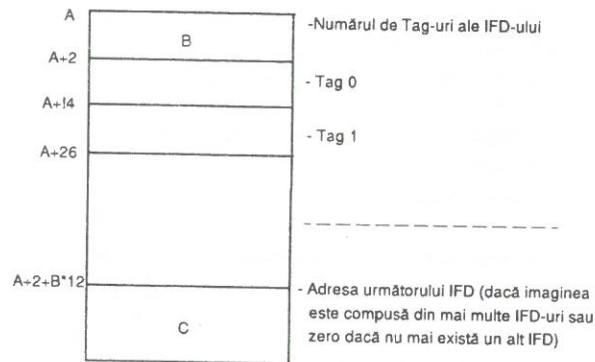 A
-Numărul de Tag-uri ale IFD-ului
B
A+2
- Tag 0
A+!4
- Tag 1
A+26
A+2+B*12
- Adresa următorului IFD (dacă imaginea
este compusă din mai multe IFD-uri sau
zero dacă nu mai există un alt IFD)
C